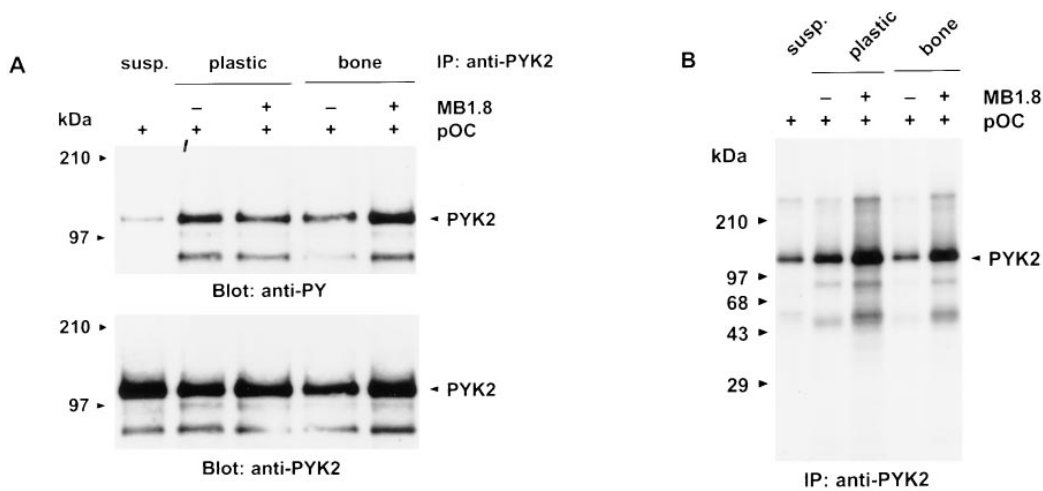 A
susp. plastic bone IP: anti-PYK2
– + – + MB1.8
kDa + + + + + pOC
210 ►
◄ PYK2
97 ►
Blot: anti-PY
210 ►
◄ PYK2
97 ►
Blot: anti-PYK2
B
susp. plastic bone
– + – + MB1.8
+ + + + + pOC
kDa
210 ►
◄ PYK2
97 ►
68 ►
43 ►
29 ►
IP: anti-PYK2